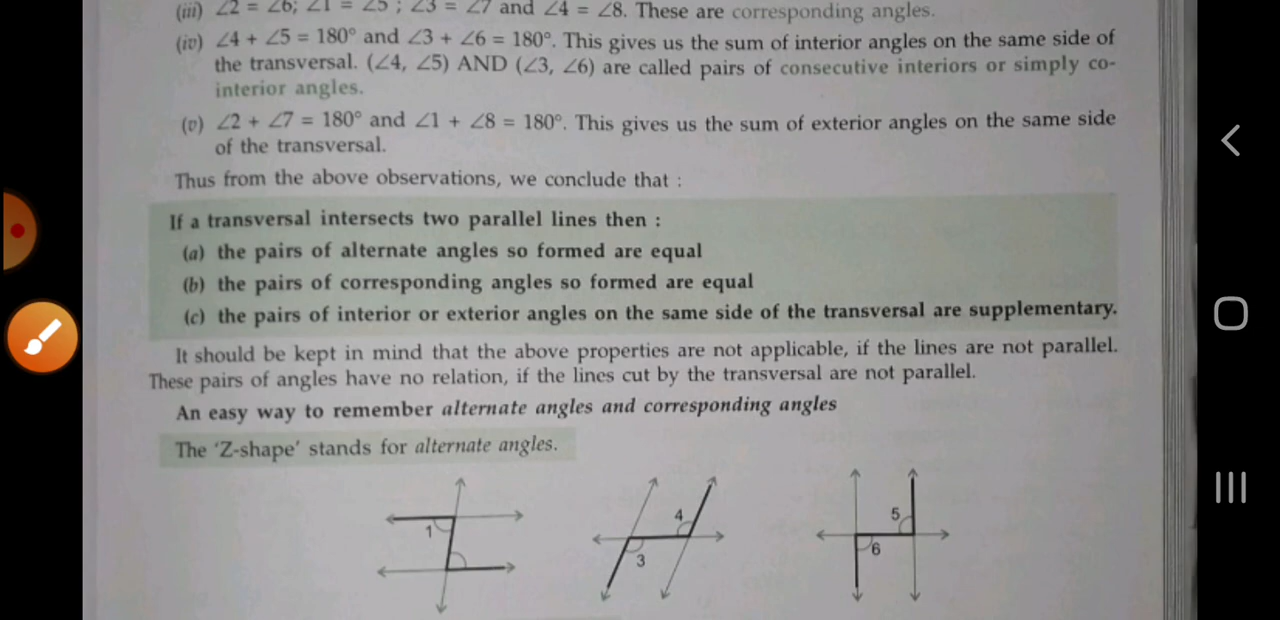 (iii) ∠2 = ∠6; ∠1 = ∠5 ; ∠3 = ∠7 and ∠4 = ∠8. These are corresponding angles.
(iv) ∠4 + ∠5 = 180° and ∠3 + ∠6 = 180°. This gives us the sum of interior angles on the same side of
the transversal. (∠4, ∠5) AND (∠3, ∠6) are called pairs of consecutive interiors or simply co-
interior angles.
(v) ∠2 + ∠7 = 180° and ∠1 + ∠8 = 180°. This gives us the sum of exterior angles on the same side
of the transversal.
Thus from the above observations, we conclude that :
If a transversal intersects two parallel lines then :
(a) the pairs of alternate angles so formed are equal
(b) the pairs of corresponding angles so formed are equal
(c) the pairs of interior or exterior angles on the same side of the transversal are supplementary.
It should be kept in mind that the above properties are not applicable, if the lines are not parallel.
These pairs of angles have no relation, if the lines cut by the transversal are not parallel.
An easy way to remember alternate angles and corresponding angles
The 'Z-shape' stands for alternate angles.
1
4
3
5
6